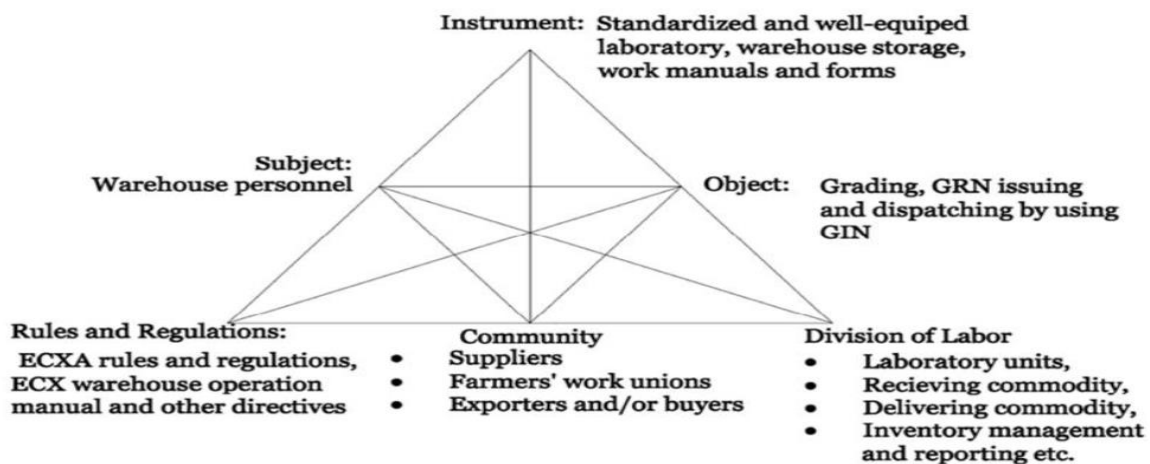 Instrument: Standardized and well-equiped
laboratory, warehouse storage,
work manuals and forms
Subject:
Warehouse personnel
Object: Grading, GRN issuing
and dispatching by using
GIN
Rules and Regulations:
ECXA rules and regulations,
ECX warehouse operation
manual and other directives
Community
• Suppliers
• Farmers' work unions
• Exporters and/or buyers
Division of Labor
• Laboratory units,
• Recieving commodity,
• Delivering commodity,
• Inventory management
and reporting etc.